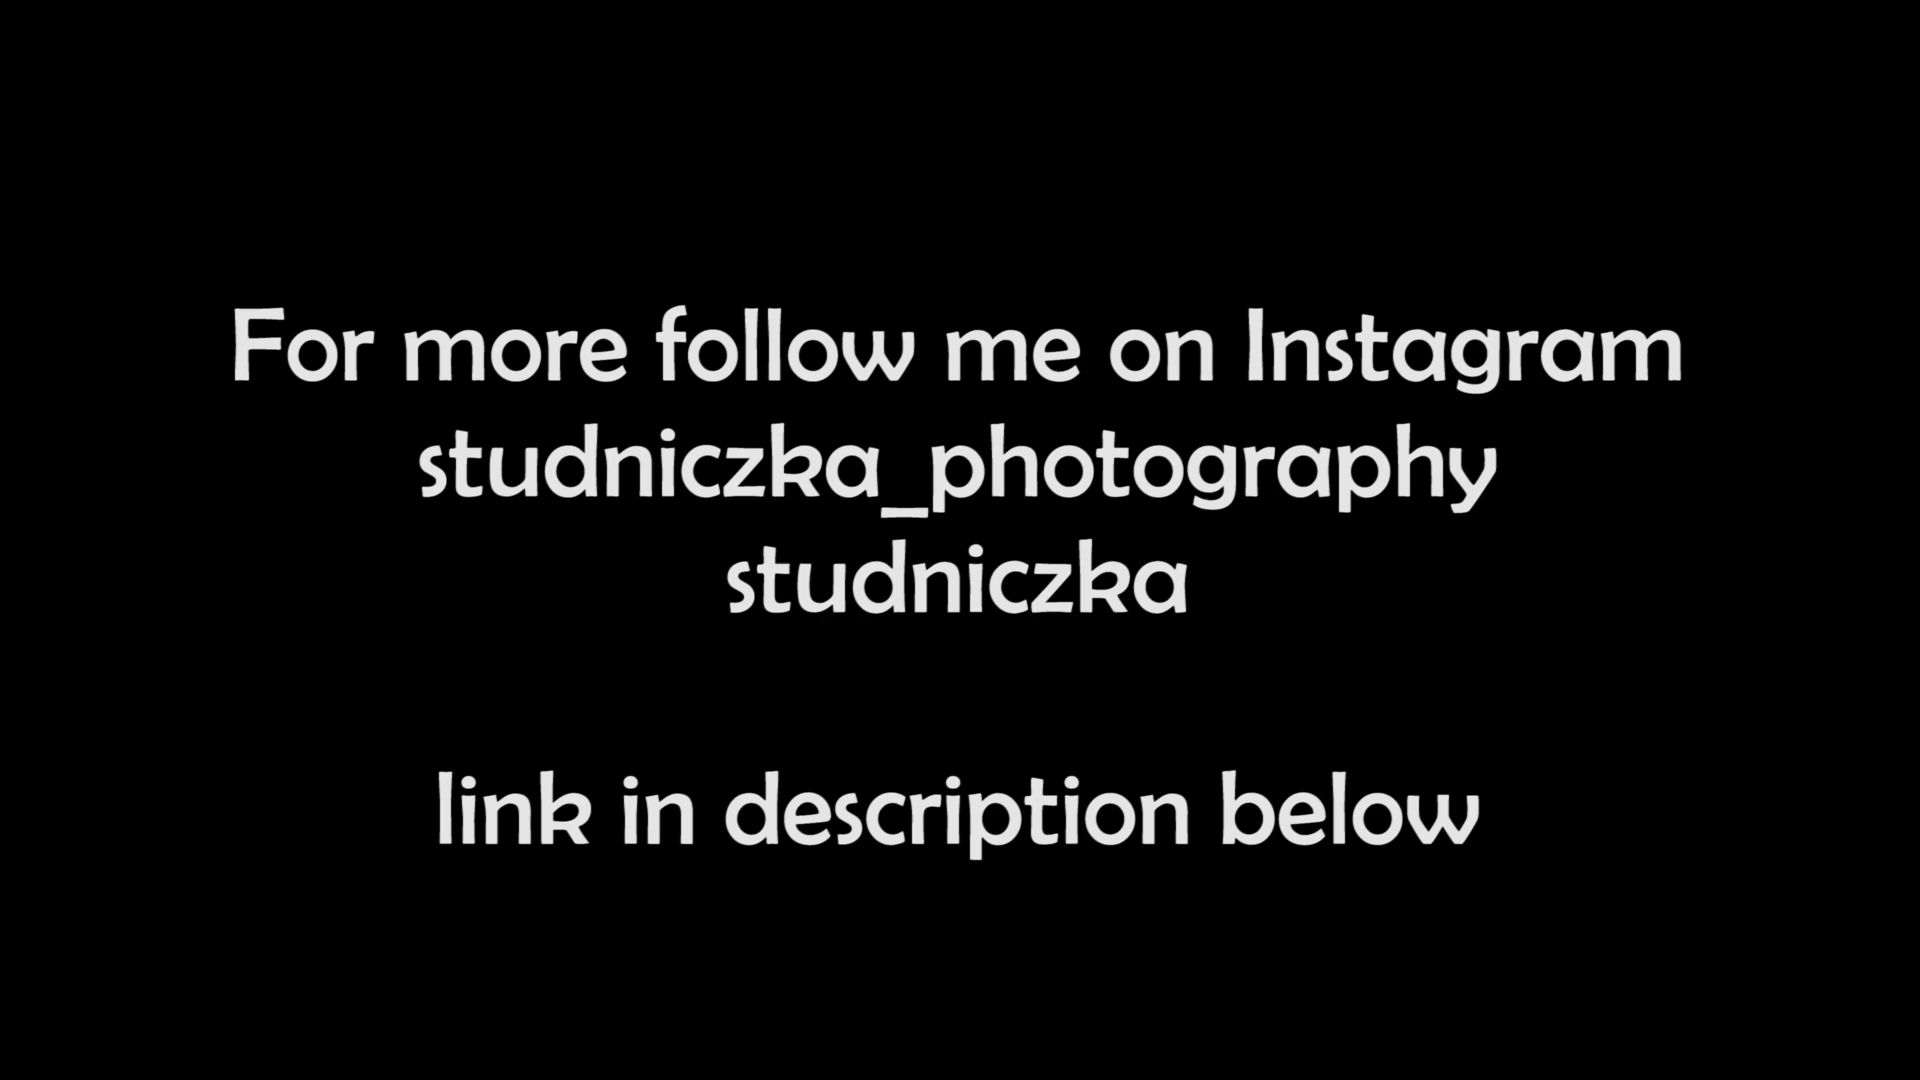 For more follow me on Instagram
studniczka_photography
studniczka
link in description below